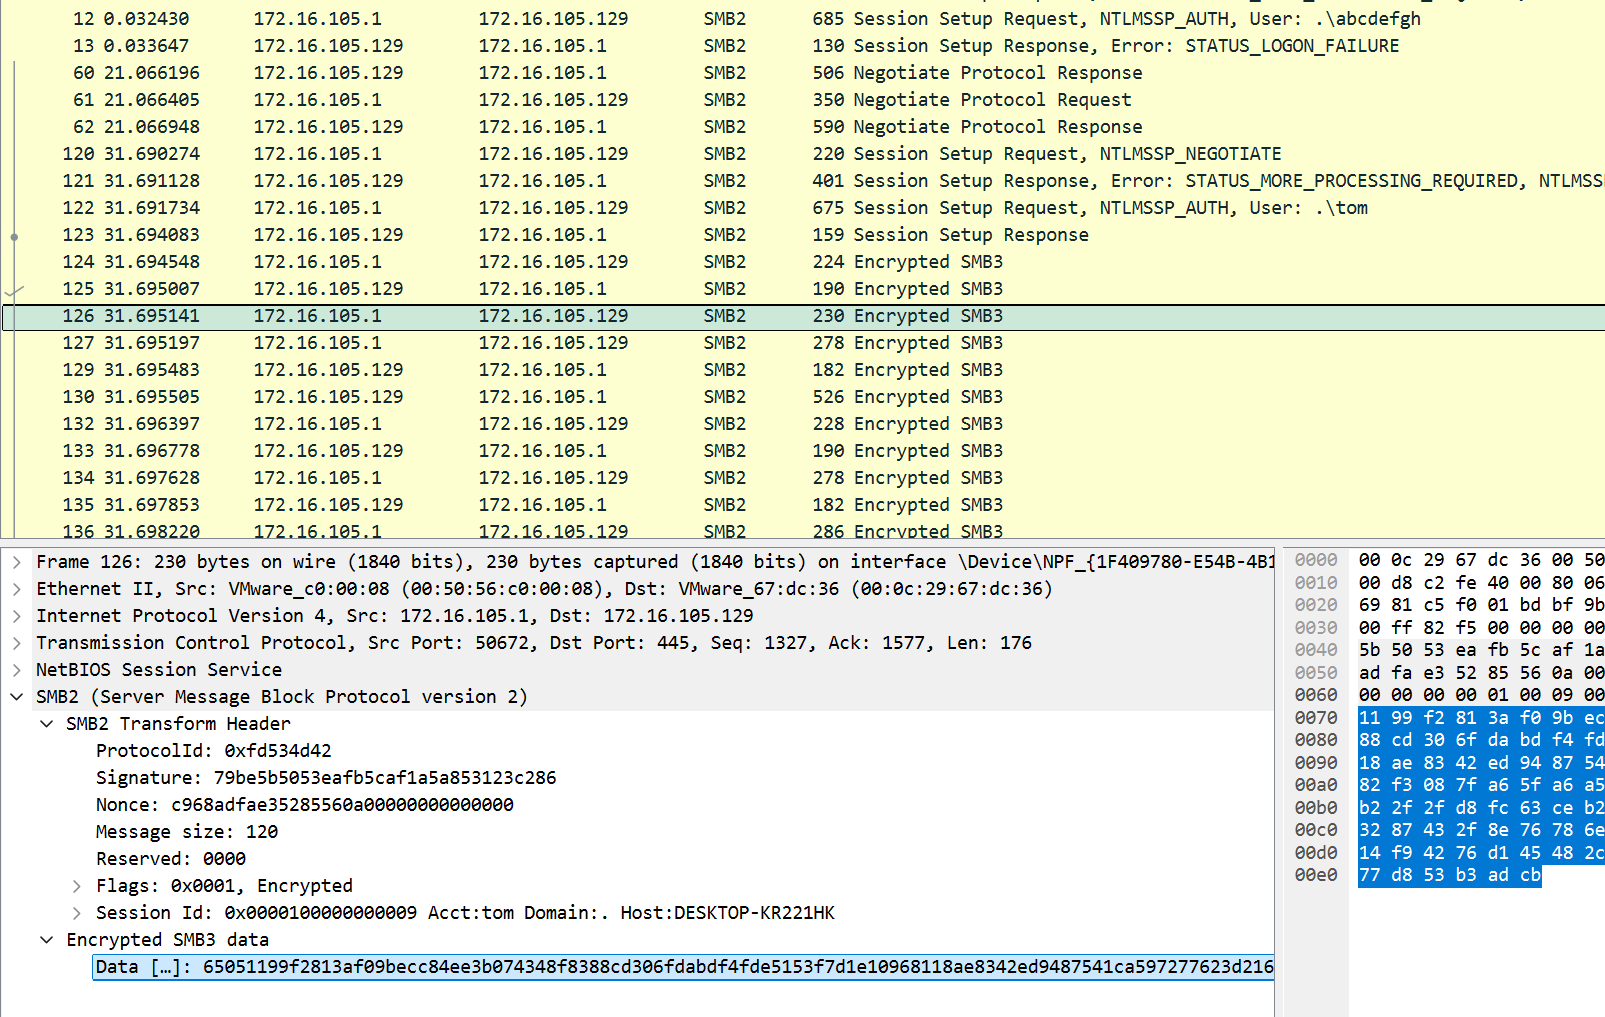 12 0.032430 172.16.105.1 172.16.105.129 SMB2 685 Session Setup Request, NTLMSSP_AUTH, User: .\abcdefgh
13 0.033647 172.16.105.129 172.16.105.1 SMB2 130 Session Setup Response, Error: STATUS_LOGON_FAILURE
60 21.066196 172.16.105.129 172.16.105.1 SMB2 506 Negotiate Protocol Response
61 21.066405 172.16.105.1 172.16.105.129 SMB2 350 Negotiate Protocol Request
62 21.066948 172.16.105.129 172.16.105.1 SMB2 590 Negotiate Protocol Response
120 31.690274 172.16.105.1 172.16.105.129 SMB2 220 Session Setup Request, NTLMSSP_NEGOTIATE
121 31.691128 172.16.105.129 172.16.105.1 SMB2 401 Session Setup Response, Error: STATUS_MORE_PROCESSING_REQUIRED, NTLMSS
122 31.691734 172.16.105.1 172.16.105.129 SMB2 675 Session Setup Request, NTLMSSP_AUTH, User: .\tom
123 31.694083 172.16.105.129 172.16.105.1 SMB2 159 Session Setup Response
124 31.694548 172.16.105.1 172.16.105.129 SMB2 224 Encrypted SMB3
125 31.695007 172.16.105.129 172.16.105.1 SMB2 190 Encrypted SMB3
126 31.695141 172.16.105.1 172.16.105.129 SMB2 230 Encrypted SMB3
127 31.695197 172.16.105.1 172.16.105.129 SMB2 278 Encrypted SMB3
129 31.695483 172.16.105.129 172.16.105.1 SMB2 182 Encrypted SMB3
130 31.695505 172.16.105.129 172.16.105.1 SMB2 526 Encrypted SMB3
132 31.696397 172.16.105.1 172.16.105.129 SMB2 228 Encrypted SMB3
133 31.696778 172.16.105.129 172.16.105.1 SMB2 190 Encrypted SMB3
134 31.697628 172.16.105.1 172.16.105.129 SMB2 278 Encrypted SMB3
135 31.697853 172.16.105.129 172.16.105.1 SMB2 182 Encrypted SMB3
136 31.698220 172.16.105.1 172.16.105.129 SMB2 286 Encrypted SMB3
Frame 126: 230 bytes on wire (1840 bits), 230 bytes captured (1840 bits) on interface \Device\NPF_{1F409780-E54B-4B1
Ethernet II, Src: VMware_c0:00:08 (00:50:56:c0:00:08), Dst: VMware_67:dc:36 (00:0c:29:67:dc:36)
Internet Protocol Version 4, Src: 172.16.105.1, Dst: 172.16.105.129
Transmission Control Protocol, Src Port: 50672, Dst Port: 445, Seq: 1327, Ack: 1577, Len: 176
NetBIOS Session Service
SMB2 (Server Message Block Protocol version 2)
SMB2 Transform Header
ProtocolId: 0xfd534d42
Signature: 79be5b5053eafb5caf1a5a853123c286
Nonce: c968adfae35285560a00000000000000
Message size: 120
Reserved: 0000
Flags: 0x0001, Encrypted
Session Id: 0x0000100000000009 Acct:tom Domain:. Host:DESKTOP-KR221HK
Encrypted SMB3 data
Data […]: 65051199f2813af09becc84ee3b074348f8388cd306fdabdf4fde5153f7d1e10968118ae8342ed9487541ca597277623d216
0000 00 0c 29 67 dc 36 00 50
0010 00 d8 c2 fe 40 00 80 06
0020 69 81 c5 f0 01 bd bf 9b
0030 00 ff 82 f5 00 00 00 00
0040 5b 50 53 ea fb 5c af 1a
0050 ad fa e3 52 85 56 0a 00
0060 00 00 00 00 01 00 09 00
0070 11 99 f2 81 3a f0 9b ec
0080 88 cd 30 6f da bd f4 fd
0090 18 ae 83 42 ed 94 87 54
00a0 82 f3 08 7f a6 5f a6 a5
00b0 b2 2f 2f d8 fc 63 ce b2
00c0 32 87 43 2f 8e 76 78 6e
00d0 14 f9 42 76 d1 45 48 2c
00e0 77 d8 53 b3 ad cb